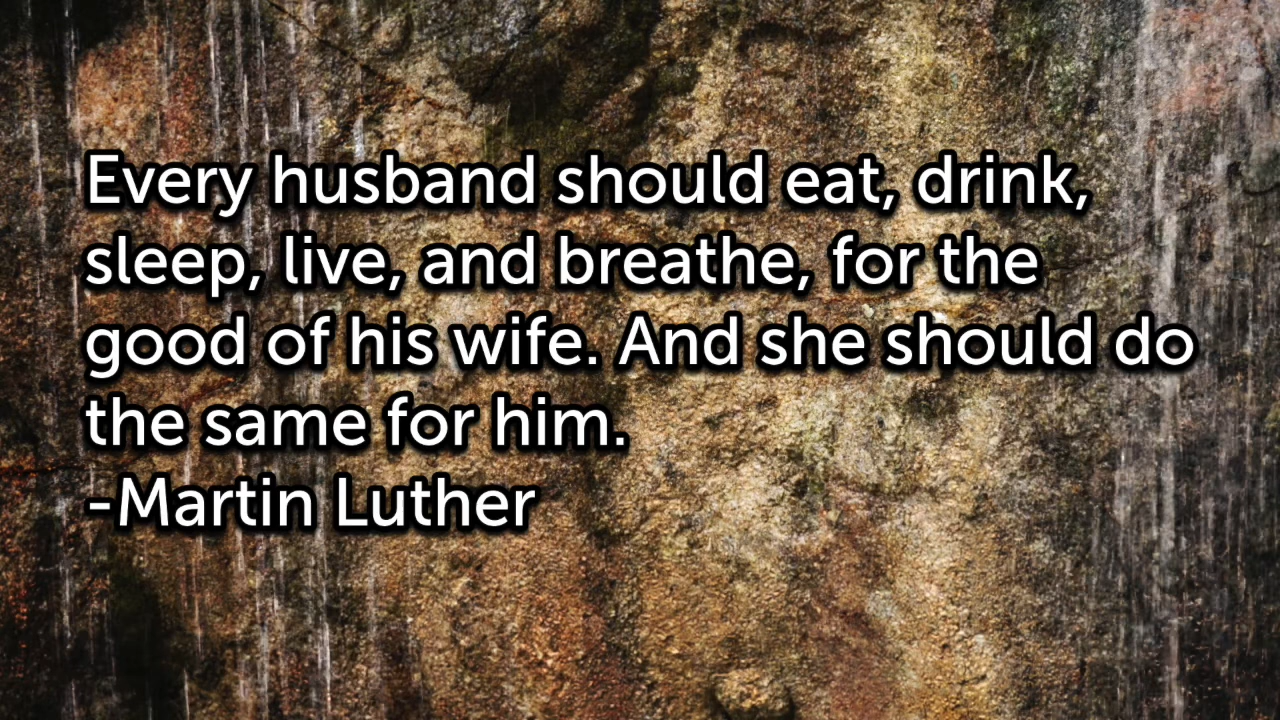 Every husband should eat, drink,
sleep, live, and breathe, for the
good of his wife. And she should do
the same for him.
-Martin Luther